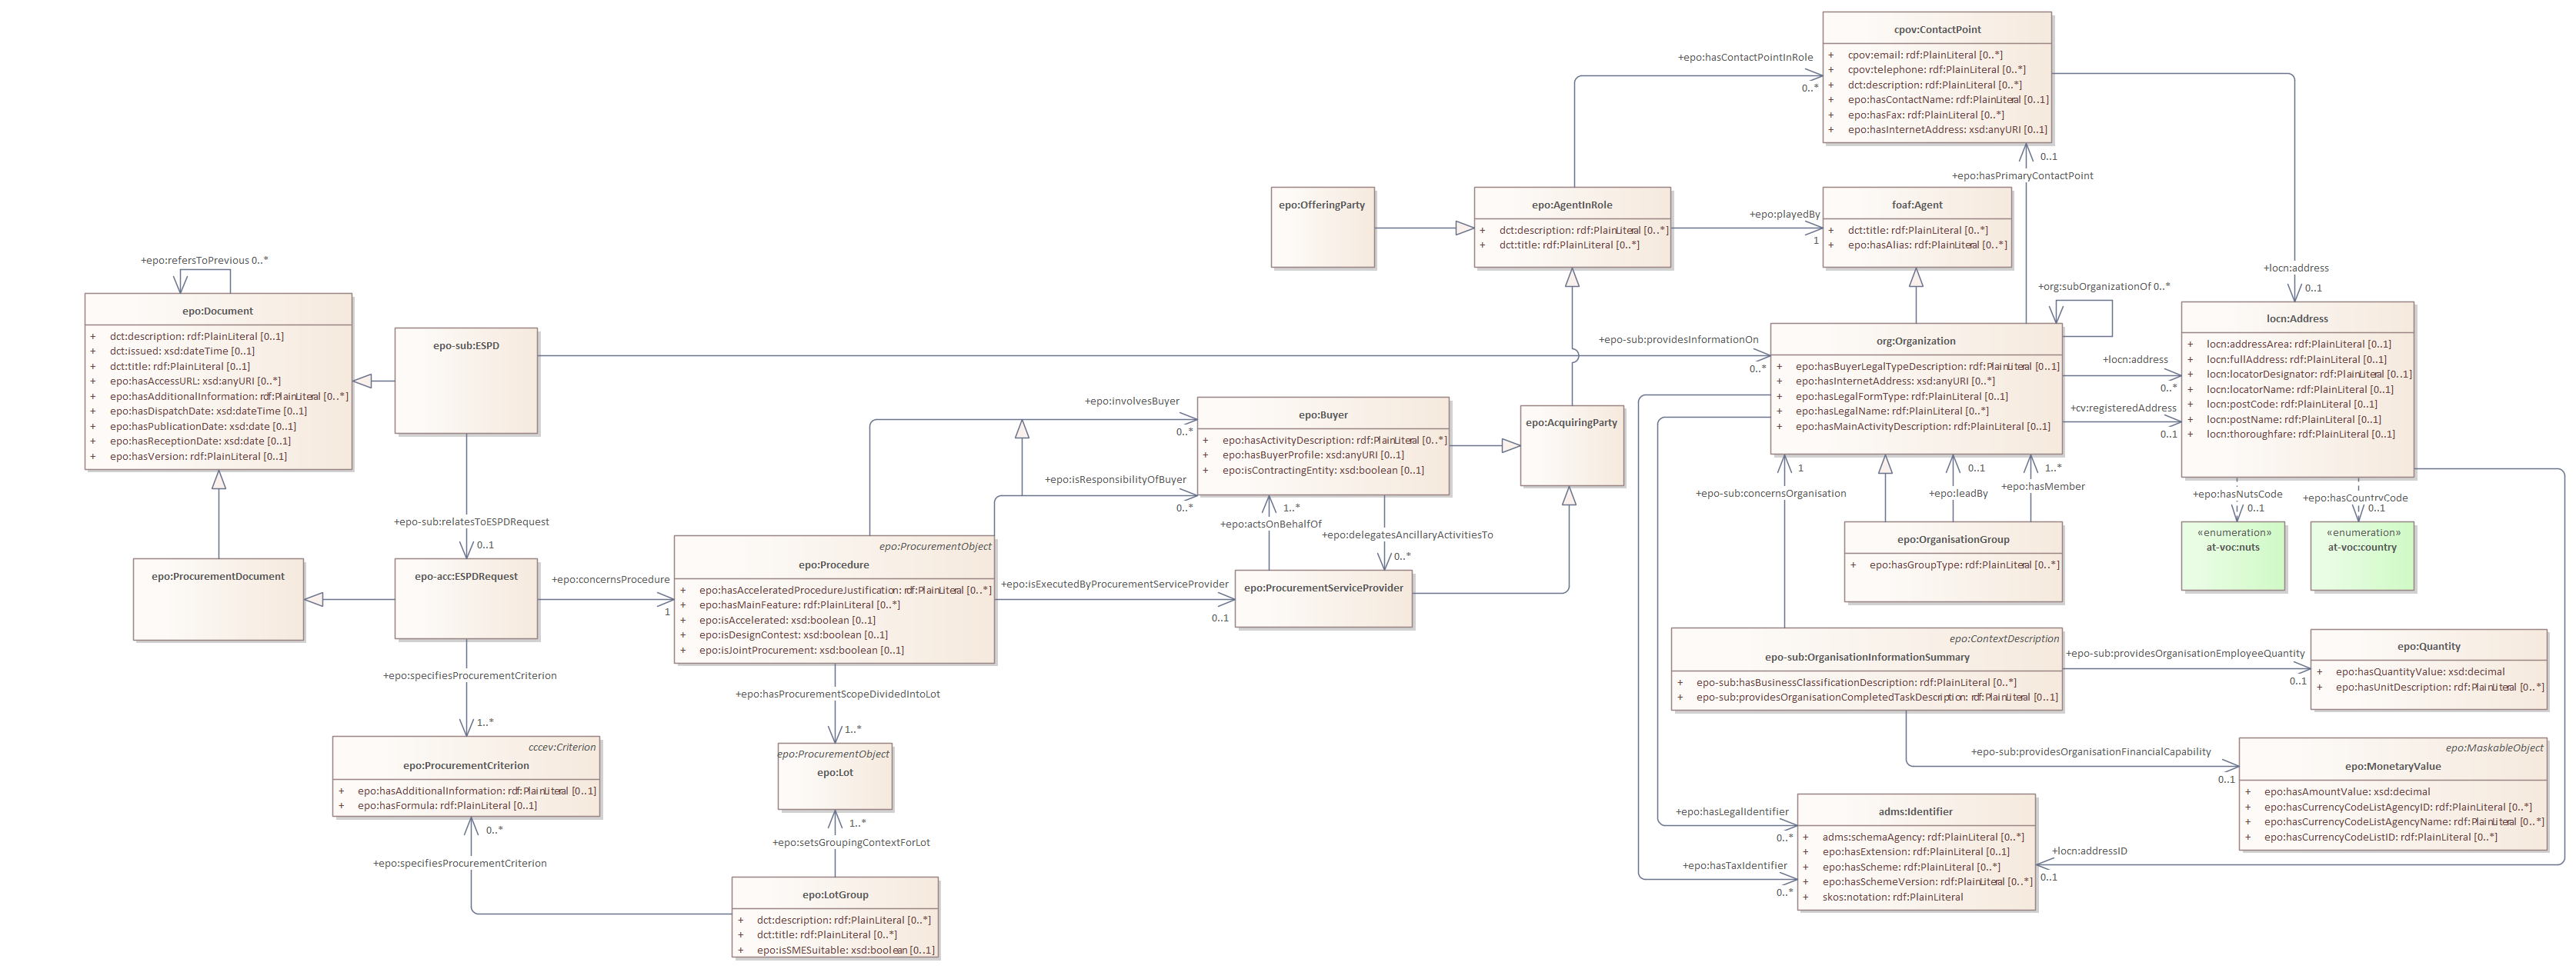 cpov:ContactPoint
+ cpov:email: rdf:PlainLiteral [0..*]
+ cpov:telephone: rdf:PlainLiteral [0..*]
+ dct:description: rdf:PlainLiteral [0..*]
+ epo:hasContactName: rdf:PlainLiteral [0..1]
+ epo:hasFax: rdf:PlainLiteral [0..*]
+ epo:hasInternetAddress: xsd:anyURI [0..1]
+epo:hasContactPointInRole
0..*
0..1
+epo:hasPrimaryContactPoint
epo:OfferingParty
epo:AgentInRole
+ dct:description: rdf:PlainLiteral [0..*]
+ dct:title: rdf:PlainLiteral [0..*]
+epo:playedBy
1
foaf:Agent
+ dct:title: rdf:PlainLiteral [0..*]
+ epo:hasAlias: rdf:PlainLiteral [0..*]
+locn:address
0..1
+org:subOrganizationOf 0..*
+epo:refersToPrevious 0..*
epo:Document
+ dct:description: rdf:PlainLiteral [0..1]
+ dct:issued: xsd:dateTime [0..1]
+ dct:title: rdf:PlainLiteral [0..1]
+ epo:hasAccessURL: xsd:anyURI [0..*]
+ epo:hasAdditionalInformation: rdf:PlainLiteral [0..*]
+ epo:hasDispatchDate: xsd:dateTime [0..1]
+ epo:hasPublicationDate: xsd:date [0..1]
+ epo:hasReceptionDate: xsd:date [0..1]
+ epo:hasVersion: rdf:PlainLiteral [0..1]
epo-sub:ESPD
+epo-sub:providesInformationOn
0..*
org:Organization
+ epo:hasBuyerLegalTypeDescription: rdf:PlainLiteral [0..1]
+ epo:hasInternetAddress: xsd:anyURI [0..*]
+ epo:hasLegalFormType: rdf:PlainLiteral [0..1]
+ epo:hasLegalName: rdf:PlainLiteral [0..*]
+ epo:hasMainActivityDescription: rdf:PlainLiteral [0..1]
+locn:address
0..*
+cv:registeredAddress
0..1
locn:Address
+ locn:addressArea: rdf:PlainLiteral [0..1]
+ locn:fullAddress: rdf:PlainLiteral [0..1]
+ locn:locatorDesignator: rdf:PlainLiteral [0..1]
+ locn:locatorName: rdf:PlainLiteral [0..1]
+ locn:postCode: rdf:PlainLiteral [0..1]
+ locn:postName: rdf:PlainLiteral [0..1]
+ locn:thoroughfare: rdf:PlainLiteral [0..1]
+epo:involvesBuyer
0..*
+epo:isResponsibilityOfBuyer
0..*
epo:Buyer
+ epo:hasActivityDescription: rdf:PlainLiteral [0..*]
+ epo:hasBuyerProfile: xsd:anyURI [0..1]
+ epo:isContractingEntity: xsd:boolean [0..1]
epo:AcquiringParty
1..*
+epo:actsOnBehalfOf
+epo:delegatesAncillaryActivitiesTo
0..*
1
+epo-sub:concernsOrganisation
0..1
+epo:leadBy
1..*
+epo:hasMember
+epo:hasNutsCode
0..1
+epo:hasCountryCode
0..1
«enumeration»
at-voc:nuts
«enumeration»
at-voc:country
+epo-sub:relatesToESPDRequest
0..1
epo:ProcurementDocument
epo-acc:ESPDRequest
+epo:concernsProcedure
1
epo:ProcurementObject
epo:Procedure
+ epo:hasAcceleratedProcedureJustification: rdf:PlainLiteral [0..*]
+ epo:hasMainFeature: rdf:PlainLiteral [0..*]
+ epo:isAccelerated: xsd:boolean [0..1]
+ epo:isDesignContest: xsd:boolean [0..1]
+ epo:isJointProcurement: xsd:boolean [0..1]
+epo:isExecutedByProcurementServiceProvider
0..1
epo:ProcurementServiceProvider
epo:OrganisationGroup
+ epo:hasGroupType: rdf:PlainLiteral [0..*]
epo:ContextDescription
epo-sub:OrganisationInformationSummary
+ epo-sub:hasBusinessClassificationDescription: rdf:PlainLiteral [0..*]
+ epo-sub:providesOrganisationCompletedTaskDescription: rdf:PlainLiteral [0..1]
+epo-sub:providesOrganisationEmployeeQuantity
0..1
epo:Quantity
+ epo:hasQuantityValue: xsd:decimal
+ epo:hasUnitDescription: rdf:PlainLiteral [0..*]
+epo:specifiesProcurementCriterion
1..*
+epo:hasProcurementScopeDividedIntoLot
1..*
cccev:Criterion
epo:ProcurementCriterion
+ epo:hasAdditionalInformation: rdf:PlainLiteral [0..1]
+ epo:hasFormula: rdf:PlainLiteral [0..1]
epo:ProcurementObject
epo:Lot
+epo-sub:providesOrganisationFinancialCapability
0..1
epo:MaskableObject
epo:MonetaryValue
+ epo:hasAmountValue: xsd:decimal
+ epo:hasCurrencyCodeListAgencyID: rdf:PlainLiteral [0..*]
+ epo:hasCurrencyCodeListAgencyName: rdf:PlainLiteral [0..*]
+ epo:hasCurrencyCodeListID: rdf:PlainLiteral [0..*]
0..*
+epo:specifiesProcurementCriterion
1..*
+epo:setsGroupingContextForLot
epo:LotGroup
+ dct:description: rdf:PlainLiteral [0..*]
+ dct:title: rdf:PlainLiteral [0..*]
+ epo:isSMESuitable: xsd:boolean [0..1]
+epo:hasLegalIdentifier
0..*
+epo:hasTaxIdentifier
0..*
adms:Identifier
+ adms:schemaAgency: rdf:PlainLiteral [0..*]
+ epo:hasExtension: rdf:PlainLiteral [0..1]
+ epo:hasScheme: rdf:PlainLiteral [0..*]
+ epo:hasSchemeVersion: rdf:PlainLiteral [0..*]
+ skos:notation: rdf:PlainLiteral
+locn:addressID
0..1